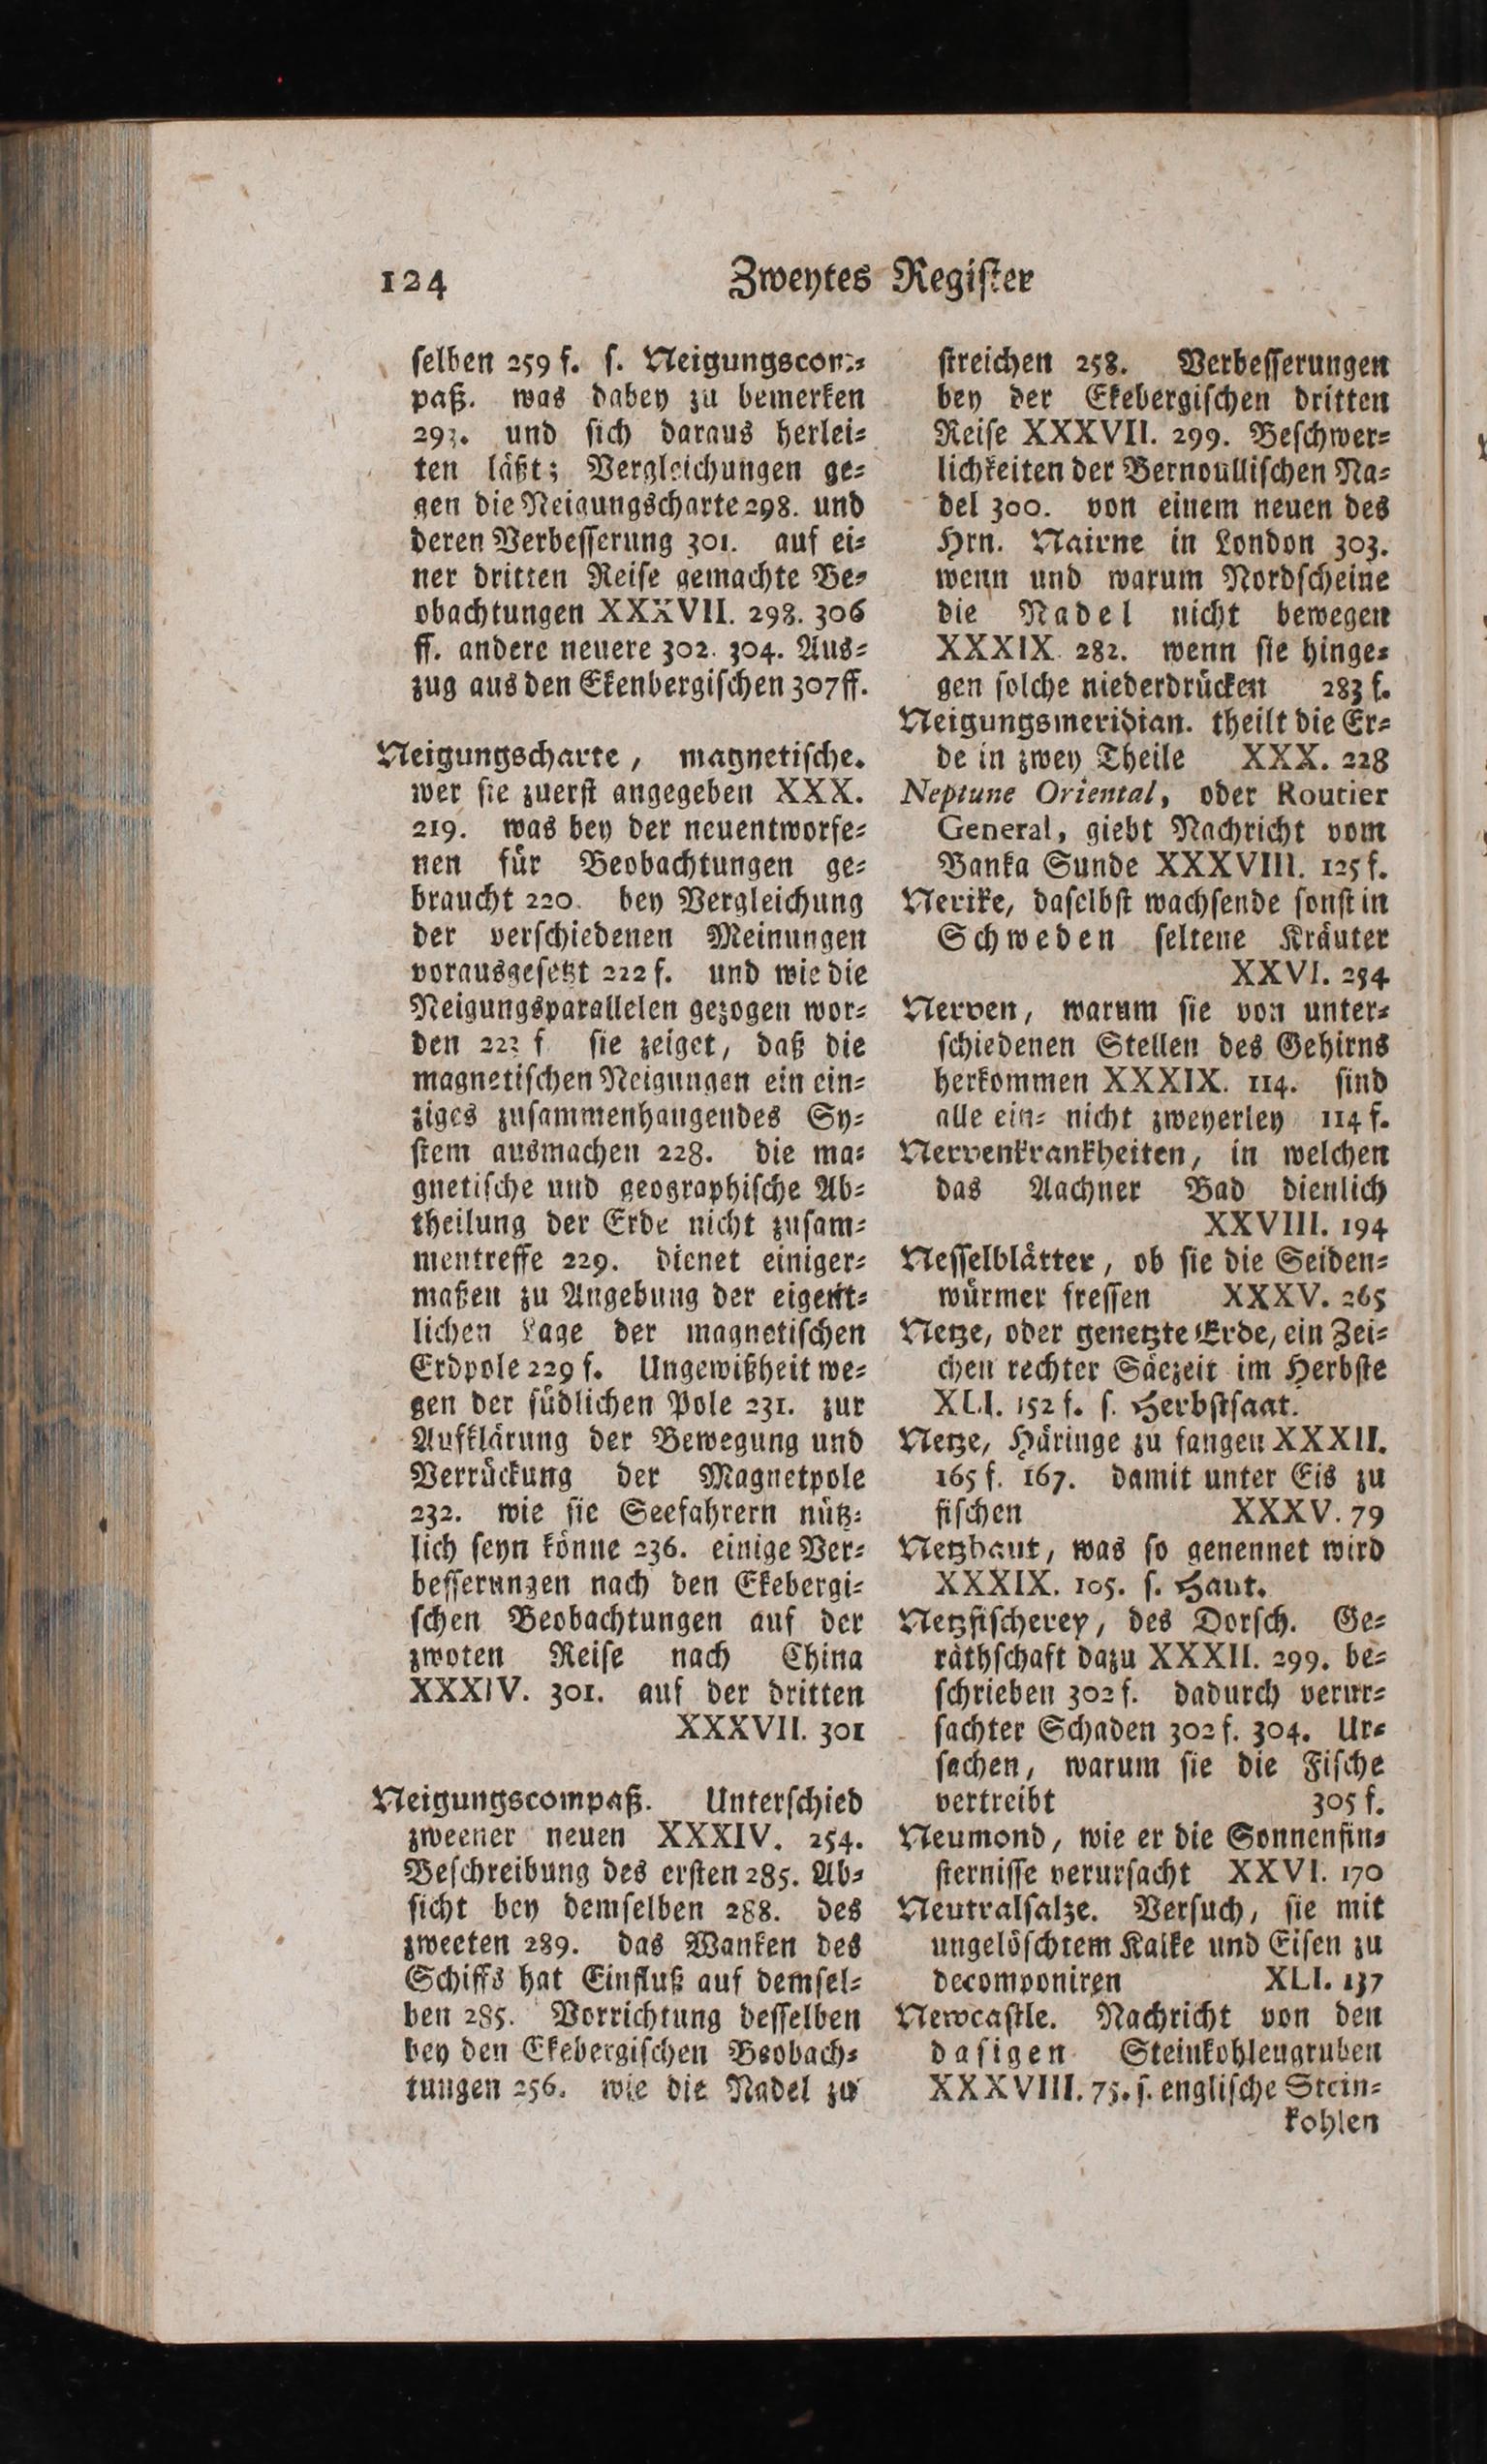 124 Zweytes Regiſter
ſelben 259 f. ſ. Neigungscom⸗
paß. was dabey zu bemerken
293. und ſich daraus herlei⸗
ten läßt; Vergleichungen ge⸗
gen die Neigungscharte 298. und
deren Verbeſſerung 301. auf ei⸗
ner dritten Reiſe gemachte Be⸗
obachtungen XXXVII. 298. 306
ff. andere neuere 302. 304. Aus⸗
zug aus den Ekenbergiſchen 307ff.
Neigungscharte, magnetiſche.
wer ſie zuerſt angegeben XXX.
219. was bey der neuentworfe⸗
nen für Beobachtungen ge⸗
braucht 220. bey Vergleichung
der verſchiedenen Meinungen
vorausgeſetzt 222 f. und wie die
Neigungsparallelen gezogen wor⸗
den 223 f ſie zeiget, daß die
magnetiſchen Neigungen ein ein⸗
ziges zuſammenhangendes Sy⸗
ſtem ausmachen 228. die ma⸗
gnetiſche und geographiſche Ab⸗
theilung der Erde nicht zuſam⸗
mentreffe 229. dienet einiger⸗
maßen zu Angebung der eigent⸗
lichen Lage der magnetiſchen
Erdpole 229 f. Ungewißheit we⸗
gen der ſüdlichen Pole 231. zur
Aufklärung der Bewegung und
Verrückung der Magnetpole
232. wie ſie Seefahrern nütz⸗
lich ſeyn könne 236. einige Ver⸗
beſſerungen nach den Ekebergi⸗
ſchen Beobachtungen auf der
zwoten Reiſe nach China
XXXIV. 301. auf der dritten
XXXVII. 301
Neigungscompaß. Unterſchied
zweener neuen XXXIV. 254.
Beſchreibung des erſten 285. Ab⸗
ſicht bey demſelben 288. des
zweeten 289. das Wanken des
Schiffs hat Einfluß auf demſel⸗
ben 285. Vorrichtung deſſelben
bey den Ekebergiſchen Beobach⸗
tungen 256. wie die Nadel zu
ſtreichen 258. Verbeſſerungen
bey der Ekebergiſchen dritten
Reiſe XXXVII. 299. Beſchwer⸗
lichkeiten der Bernoulliſchen Na⸗
del 300. von einem neuen des
Hrn. Nairne in London 303.
wenn und warum Nordſcheine
die Nadel nicht bewegen
XXXIX. 282. wenn ſie hinge⸗
gen ſolche niederdrücken 283 f.
Neigungsmeridian. theilt die Er⸗
de in zwey Theile XXX. 228
Neptune Oriental, oder Routier
General, giebt Nachricht vom
Banka Sunde XXXVIII. 125 f.
Nerike, daſelbſt wachſende ſonſt in
Schweden ſeltene Kräuter
XXVI. 284
Nerven, warum ſie von unter⸗
ſchiedenen Stellen des Gehirns
herkommen XXXIX. 114. ſind
alle ein⸗ nicht zweyerley 114 f.
Nervenkrankheiten, in welchen
das Aachner Bad dienlich
XXVIII. 194
Neſſelblätter, ob ſie die Seiden⸗
würmer freſſen XXXV. 265
Netze, oder genetzte Erde, ein Zei⸗
chen rechter Säezeit im Herbſte
XLI. 152 f. ſ. Herbſtſaat.
Netze, Häringe zu fangen XXXII.
165 f. 167. damit unter Eis zu
fiſchen XXXV. 79
Netzhaut, was ſo genennet wird
XXXIX. 105. ſ. Haut.
Netzfiſcherey, des Dorſch. Ge⸗
räthſchaft dazu XXXII. 299. be⸗
ſchrieben 302 f. dadurch verur⸗
ſachter Schaden 302 f. 304. Ur⸗
ſachen, warum ſie die Fiſche
vertreibt 305 f.
Neumond, wie er die Sonnenfin⸗
ſterniſſe verurſacht XXVI. 170
Neutralſalze. Verſuch, ſie mit
ungelöſchtem Kalke und Eiſen zu
decomponiren XLI. 137
Newcaſtle. Nachricht von den
daſigen Steinkohlengruben
XXXVIII. 75. ſ. engliſche Stein⸗
kohlen